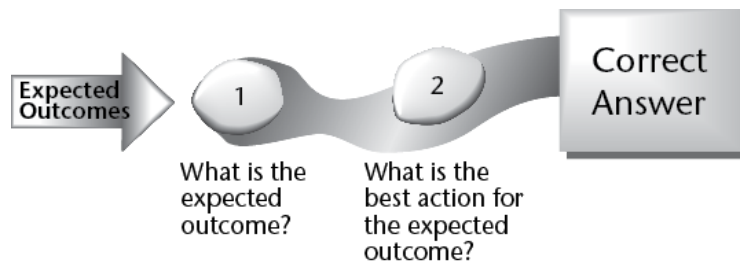 Expected
Outcomes
1
What is the
expected
outcome?
2
What is the
best action for
the expected
outcome?
Correct
Answer